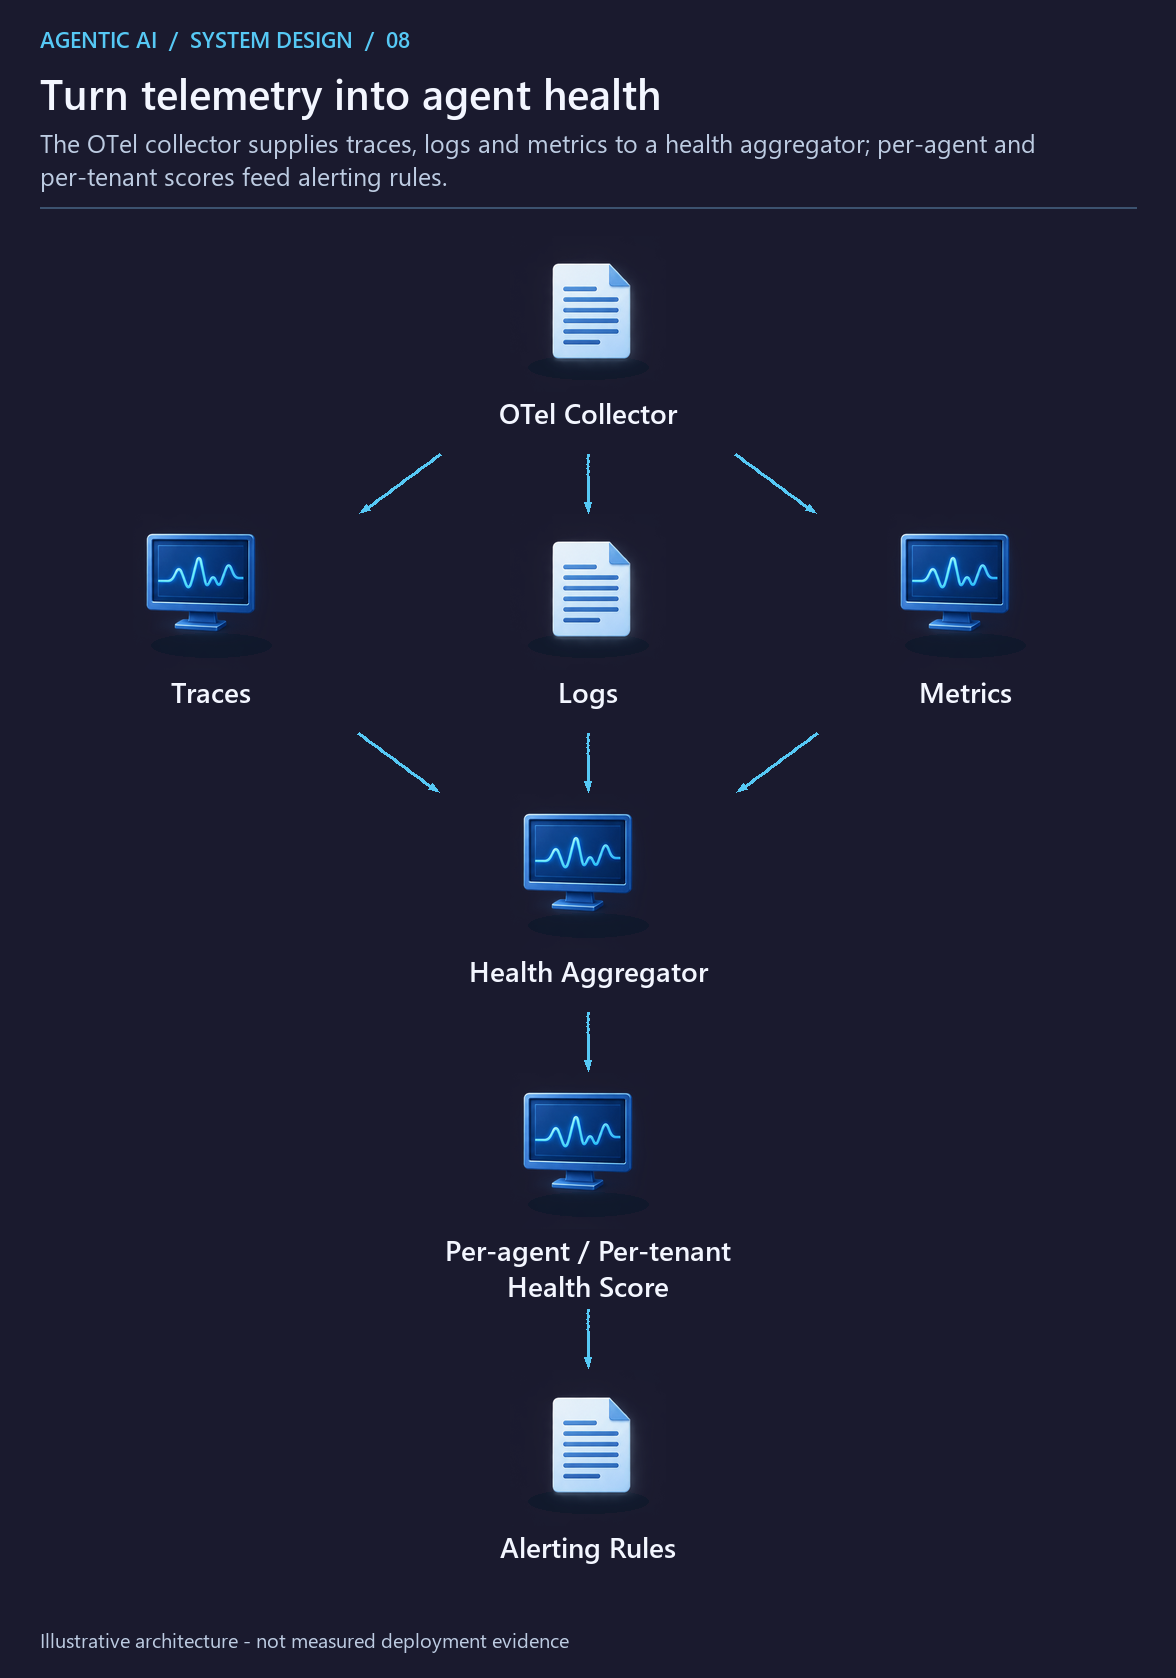 AGENTIC AI / SYSTEM DESIGN / 08
Turn telemetry into agent health
The OTel collector supplies traces, logs and metrics to a health aggregator; per-agent and
per-tenant scores feed alerting rules.
OTel Collector
Traces
Logs
Metrics
Health Aggregator
Per-agent / Per-tenant
Health Score
Alerting Rules
Illustrative architecture - not measured deployment evidence